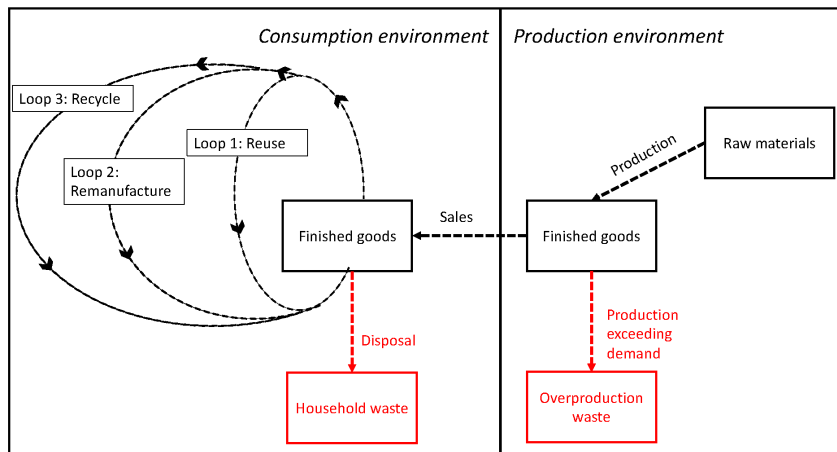 Consumption environment
Production environment
Loop 3: Recycle
Loop 1: Reuse
Loop 2:
Remanufacture
Production
Raw materials
Finished goods
Sales
Finished goods
Disposal
Production
exceeding
demand
Household waste
Overproduction
waste